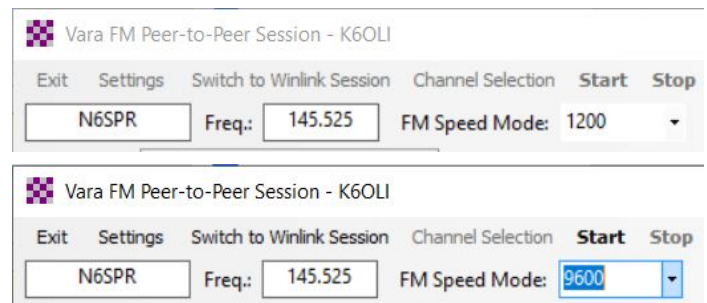 Vara FM Peer-to-Peer Session - K6OLI
Exit Settings Switch to Winlink Session Channel Selection Start Stop
N6SPR Freq.: 145.525 FM Speed Mode: 1200
Vara FM Peer-to-Peer Session - K6OLI
Exit Settings Switch to Winlink Session Channel Selection Start Stop
N6SPR Freq.: 145.525 FM Speed Mode: 9600